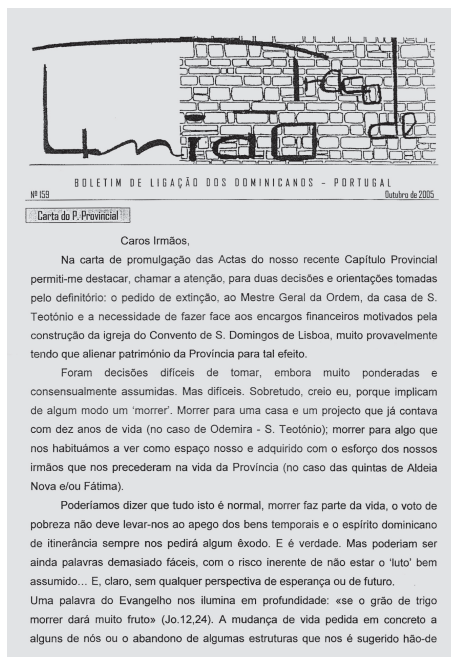 Traço
de
União
BOLETIM DE LIGAÇÃO DOS DOMINICANOS - PORTUGAL
Nº 159 Outubro de 2005
Carta do P. Provincial
Caros Irmãos,
Na carta de promulgação das Actas do nosso recente Capítulo Provincial
permiti-me destacar, chamar a atenção, para duas decisões e orientações tomadas
pelo definitório: o pedido de extinção, ao Mestre Geral da Ordem, da casa de S.
Teotónio e a necessidade de fazer face aos encargos financeiros motivados pela
construção da igreja do Convento de S. Domingos de Lisboa, muito provavelmente
tendo que alienar património da Província para tal efeito.
Foram decisões difíceis de tomar, embora muito ponderadas e
consensualmente assumidas. Mas difíceis. Sobretudo, creio eu, porque implicam
de algum modo um 'morrer'. Morrer para uma casa e um projecto que já contava
com dez anos de vida (no caso de Odemira - S. Teotónio); morrer para algo que
nos habituámos a ver como espaço nosso e adquirido com o esforço dos nossos
irmãos que nos precederam na vida da Província (no caso das quintas de Aldeia
Nova e/ou Fátima).
Poderíamos dizer que tudo isto é normal, morrer faz parte da vida, o voto de
pobreza não deve levar-nos ao apego dos bens temporais e o espírito dominicano
de itinerância sempre nos pedirá algum êxodo. E é verdade. Mas poderiam ser
ainda palavras demasiado fáceis, com o risco inerente de não estar o 'luto' bem
assumido... E, claro, sem qualquer perspectiva de esperança ou de futuro.
Uma palavra do Evangelho nos ilumina em profundidade: «se o grão de trigo
morrer dará muito fruto» (Jo.12,24). A mudança de vida pedida em concreto a
alguns de nós ou o abandono de algumas estruturas que nos é sugerido hão-de